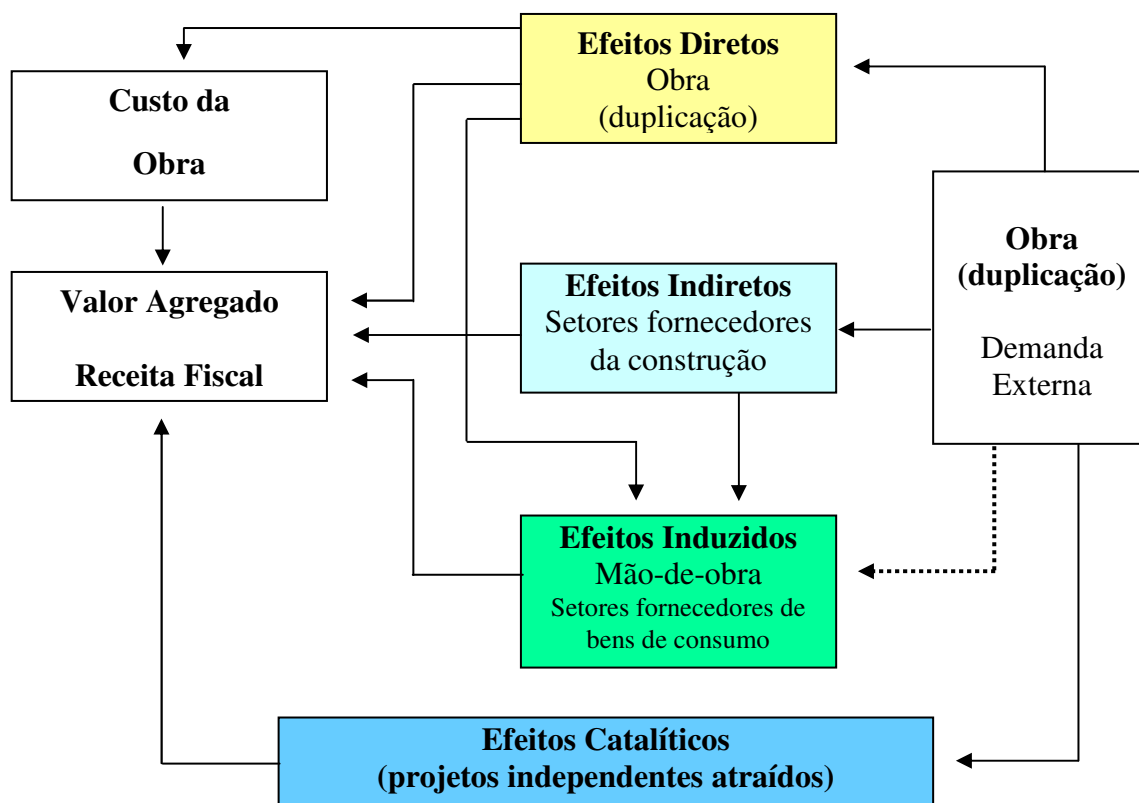 Efeitos Diretos
Obra
(duplicação)
Custo da
Obra
Obra
(duplicação)
Demanda
Externa
Efeitos Indiretos
Setores fornecedores
da construção
Valor Agregado
Receita Fiscal
Efeitos Induzidos
Mão-de-obra
Setores fornecedores de
bens de consumo
Efeitos Catalíticos
(projetos independentes atraídos)